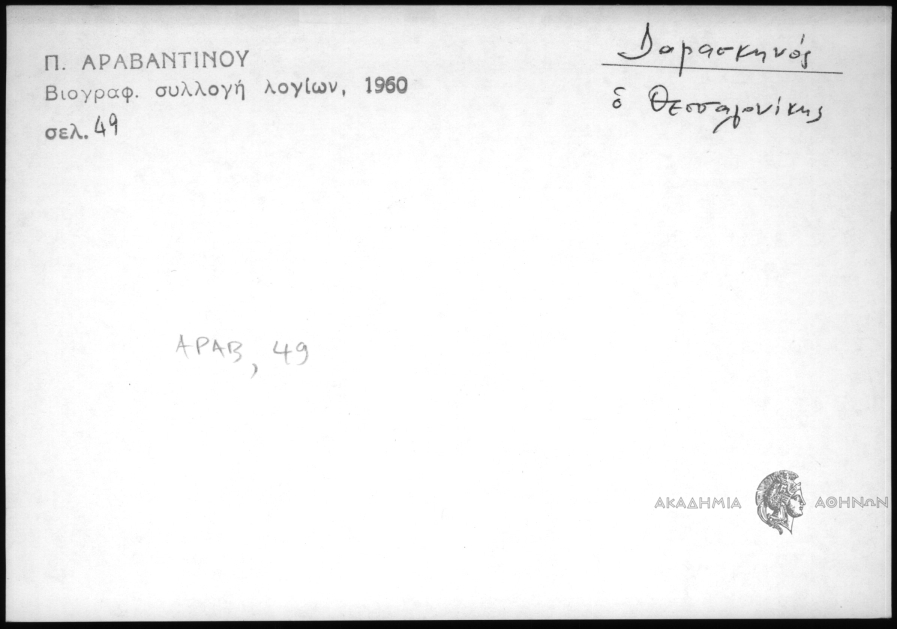 Π. ΑΡΑΒΑΝΤΙΝΟΥ
Βιογραφ. συλλογή λογίων, 1960
σελ. 49
Δαμασκηνός
ὁ Θεσσαλονίκης
ΑΡΑΒ, 49
ΑΚΑΔΗΜΙΑ ΑΘΗΝΩΝ